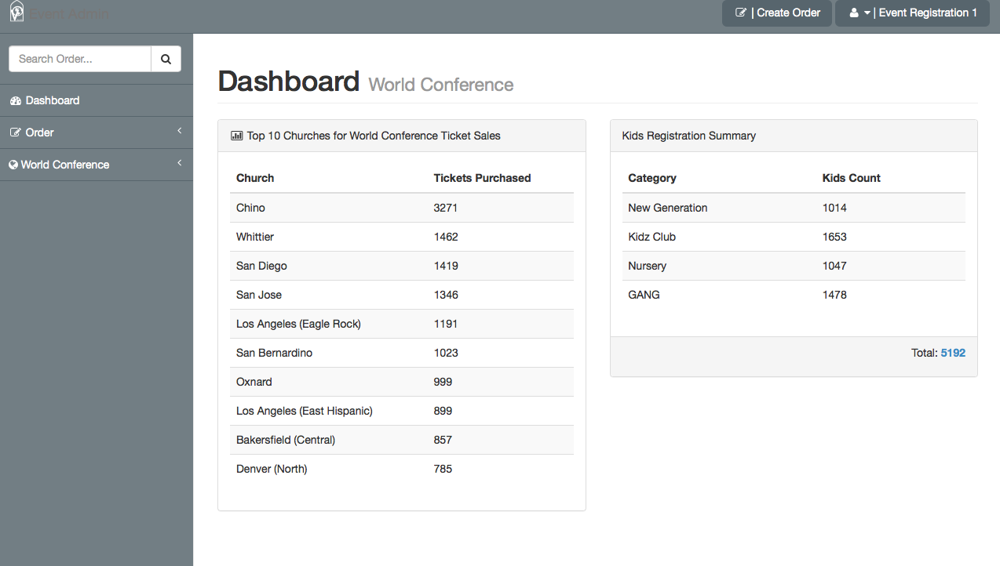 Event Admin
| Create Order
| Event Registration 1
Search Order...
Dashboard
Order
World Conference
Dashboard World Conference
Top 10 Churches for World Conference Ticket Sales
Church Tickets Purchased
Chino 3271
Whittier 1462
San Diego 1419
San Jose 1346
Los Angeles (Eagle Rock) 1191
San Bernardino 1023
Oxnard 999
Los Angeles (East Hispanic) 899
Bakersfield (Central) 857
Denver (North) 785
Kids Registration Summary
Category Kids Count
New Generation 1014
Kidz Club 1653
Nursery 1047
GANG 1478
Total: 5192